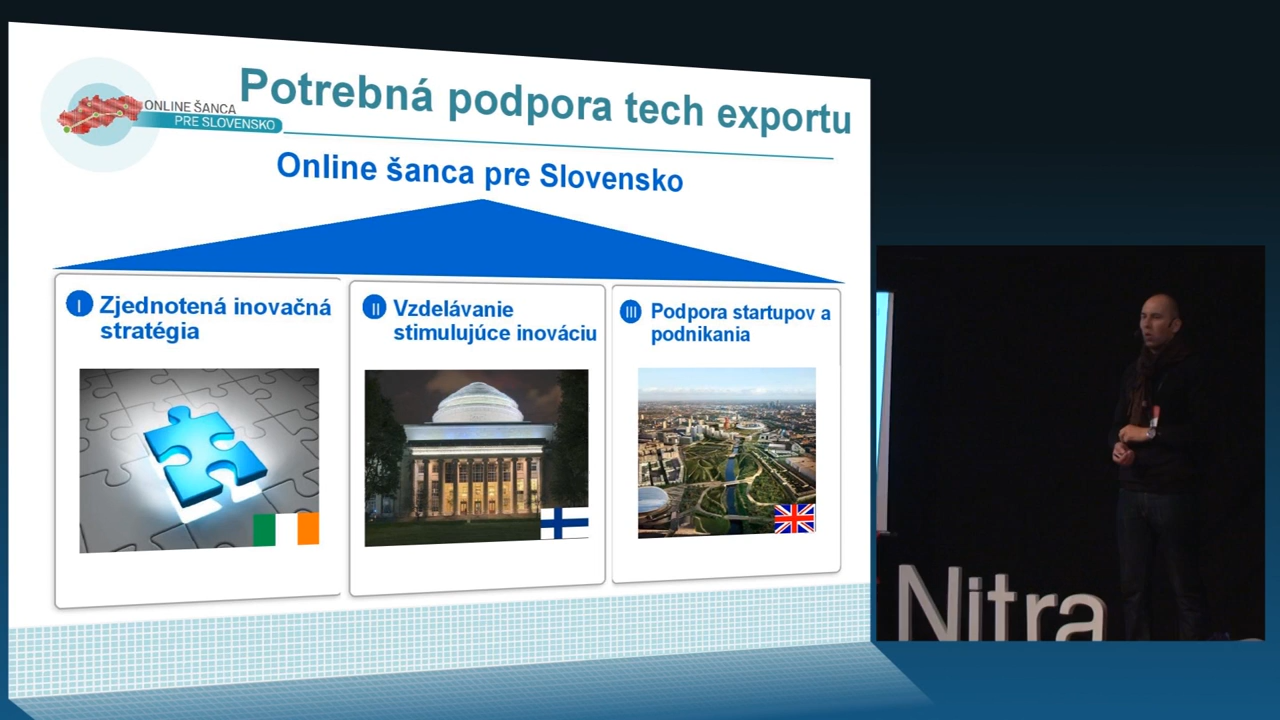 ONLINE ŠANCA
PRE SLOVENSKO
Potrebná podpora tech exportu
Online šanca pre Slovensko
I Zjednotená inovačná
stratégia
II Vzdelávanie
stimulujúce inováciu
III Podpora startupov a
podnikania
Nitra